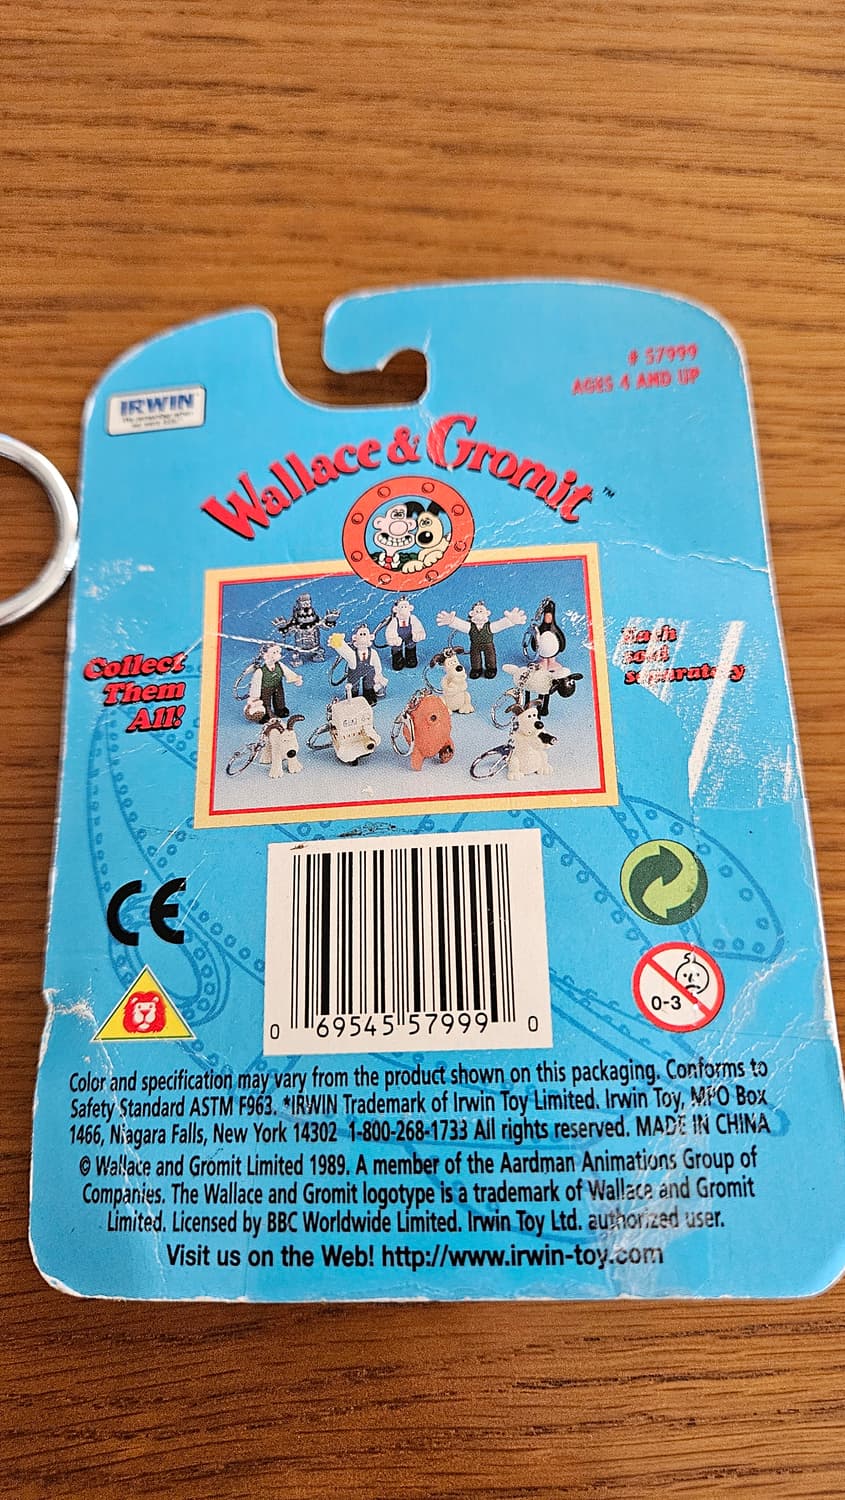 # 57999
AGES 4 AND UP
IRWIN
Wallace & Gromit™
Collect
Them
All!
Each
sold
separately
CE
0-3
0 69545 57999 0
Color and specification may vary from the product shown on this packaging. Conforms to
Safety Standard ASTM F963. *IRWIN Trademark of Irwin Toy Limited. Irwin Toy, MPO Box
1466, Niagara Falls, New York 14302 1-800-268-1733 All rights reserved. MADE IN CHINA
© Wallace and Gromit Limited 1989. A member of the Aardman Animations Group of
Companies. The Wallace and Gromit logotype is a trademark of Wallace and Gromit
Limited. Licensed by BBC Worldwide Limited. Irwin Toy Ltd. authorized user.
Visit us on the Web! http://www.irwin-toy.com